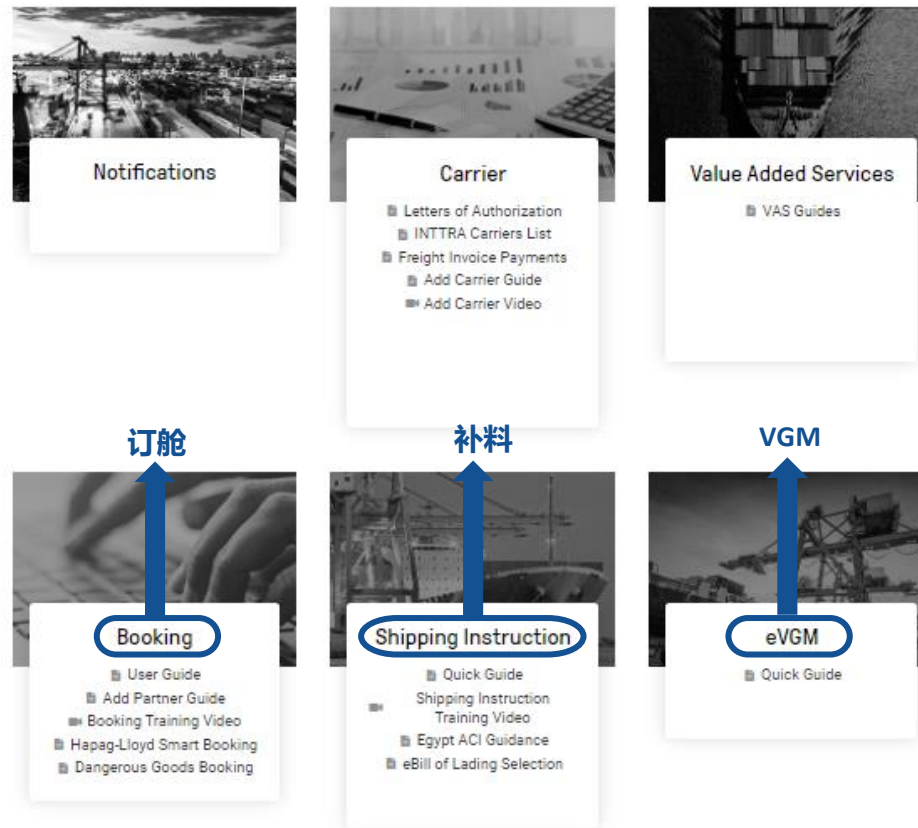 Notifications
Carrier
Letters of Authorization
INTTRA Carriers List
Freight Invoice Payments
Add Carrier Guide
Add Carrier Video
Value Added Services
VAS Guides
订舱
补料
VGM
Booking
User Guide
Add Partner Guide
Booking Training Video
Hapag-Lloyd Smart Booking
Dangerous Goods Booking
Shipping Instruction
Quick Guide
Shipping Instruction
Training Video
Egypt ACI Guidance
eBill of Lading Selection
eVGM
Quick Guide